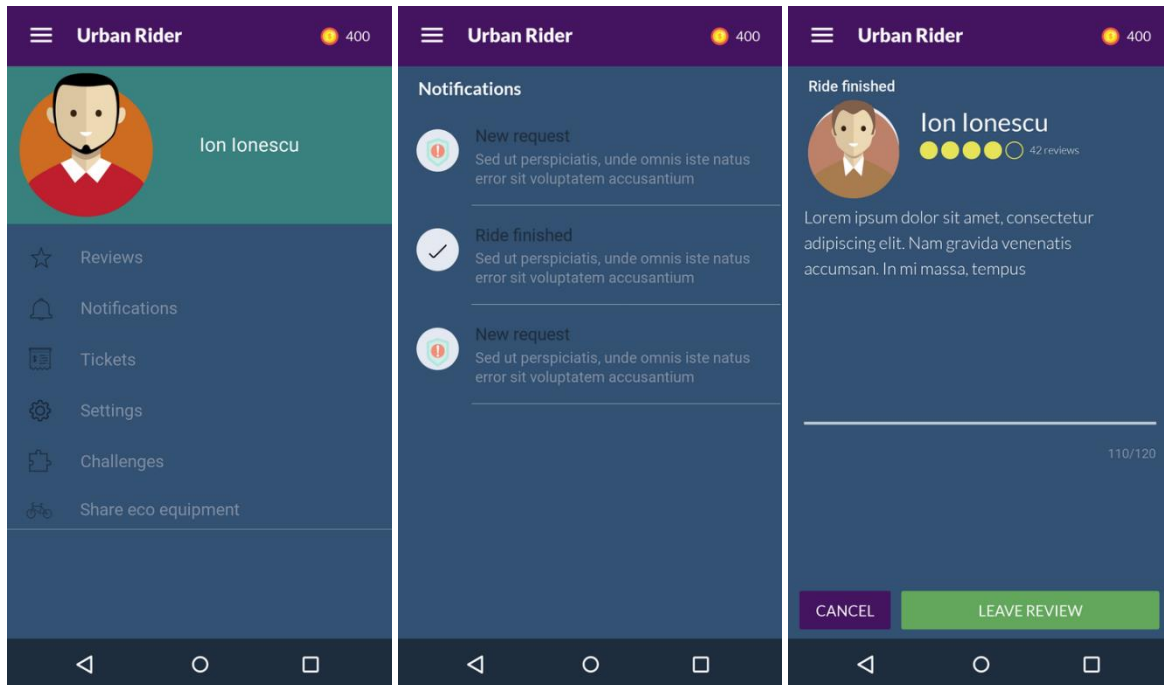 Urban Rider
400
Ion Ionescu
Reviews
Notifications
Tickets
Settings
Challenges
Share eco equipment
Urban Rider
400
Notifications
New request
Sed ut perspiciatis, unde omnis iste natus
error sit voluptatem accusantium
Ride finished
Sed ut perspiciatis, unde omnis iste natus
error sit voluptatem accusantium
New request
Sed ut perspiciatis, unde omnis iste natus
error sit voluptatem accusantium
Urban Rider
400
Ride finished
Ion Ionescu
42 reviews
Lorem ipsum dolor sit amet, consectetur
adipiscing elit. Nam gravida venenatis
accumsan. In mi massa, tempus
110/120
CANCEL
LEAVE REVIEW